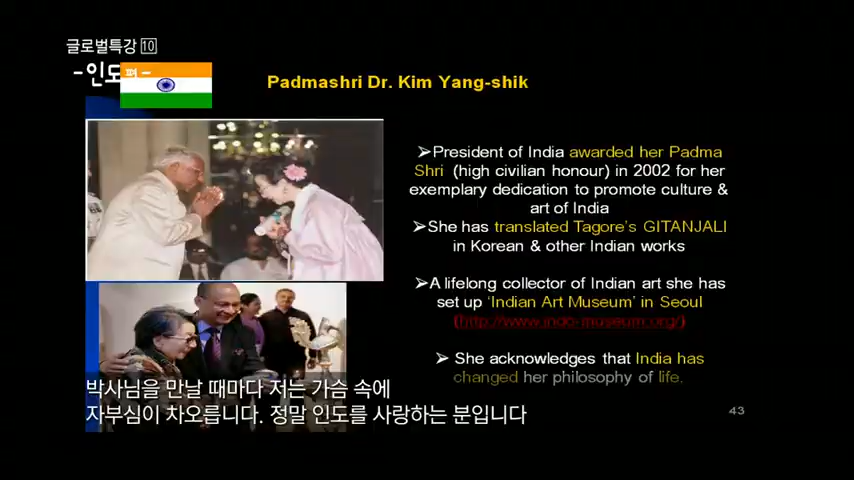 글로벌특강 10
-인도편-
Padmashri Dr. Kim Yang-shik
➢President of India awarded her Padma
Shri (high civilian honour) in 2002 for her
exemplary dedication to promote culture &
art of India
➢She has translated Tagore's GITANJALI
in Korean & other Indian works
➢A lifelong collector of Indian art she has
set up 'Indian Art Museum' in Seoul
(http://www.indo-museum.org/)
➢ She acknowledges that India has
changed her philosophy of life.
박사님을 만날 때마다 저는 가슴 속에
자부심이 차오릅니다. 정말 인도를 사랑하는 분입니다
43